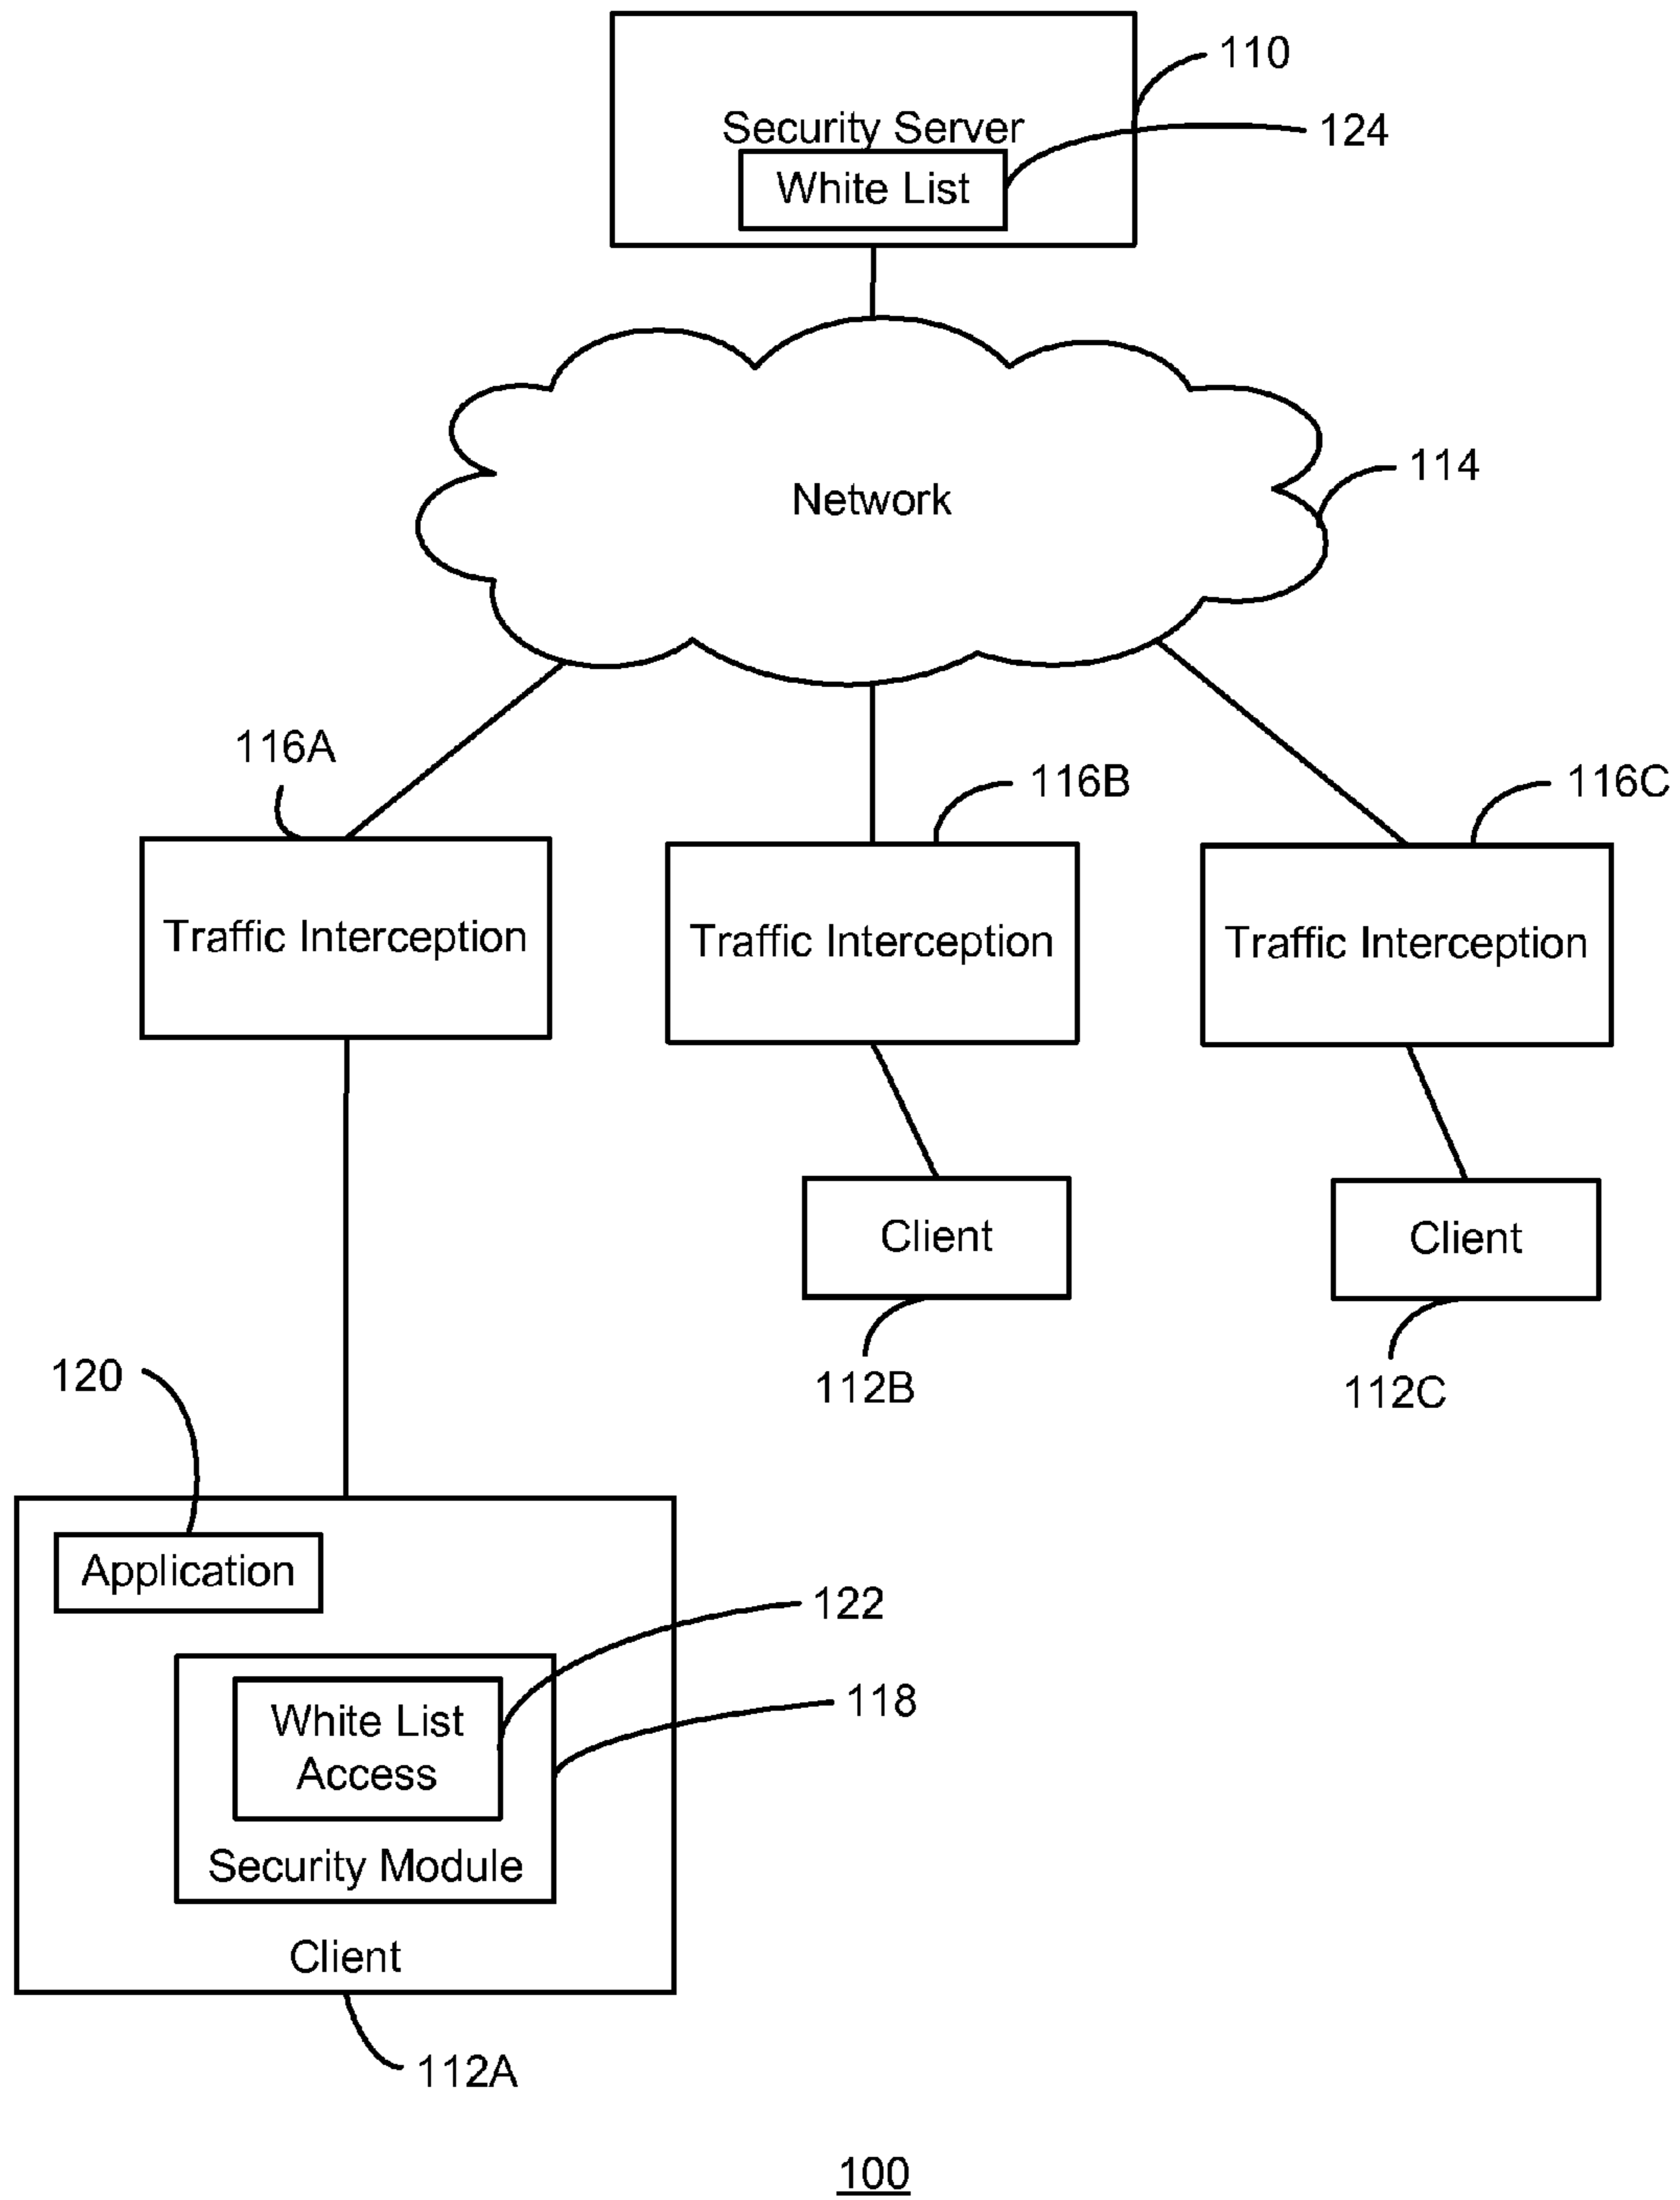 110
Security Server
124
White List
Network
114
116A
116B
116C
Traffic Interception
Traffic Interception
Traffic Interception
Client
Client
120
112B
112C
Application
122
White List
Access
118
Security Module
Client
112A
100